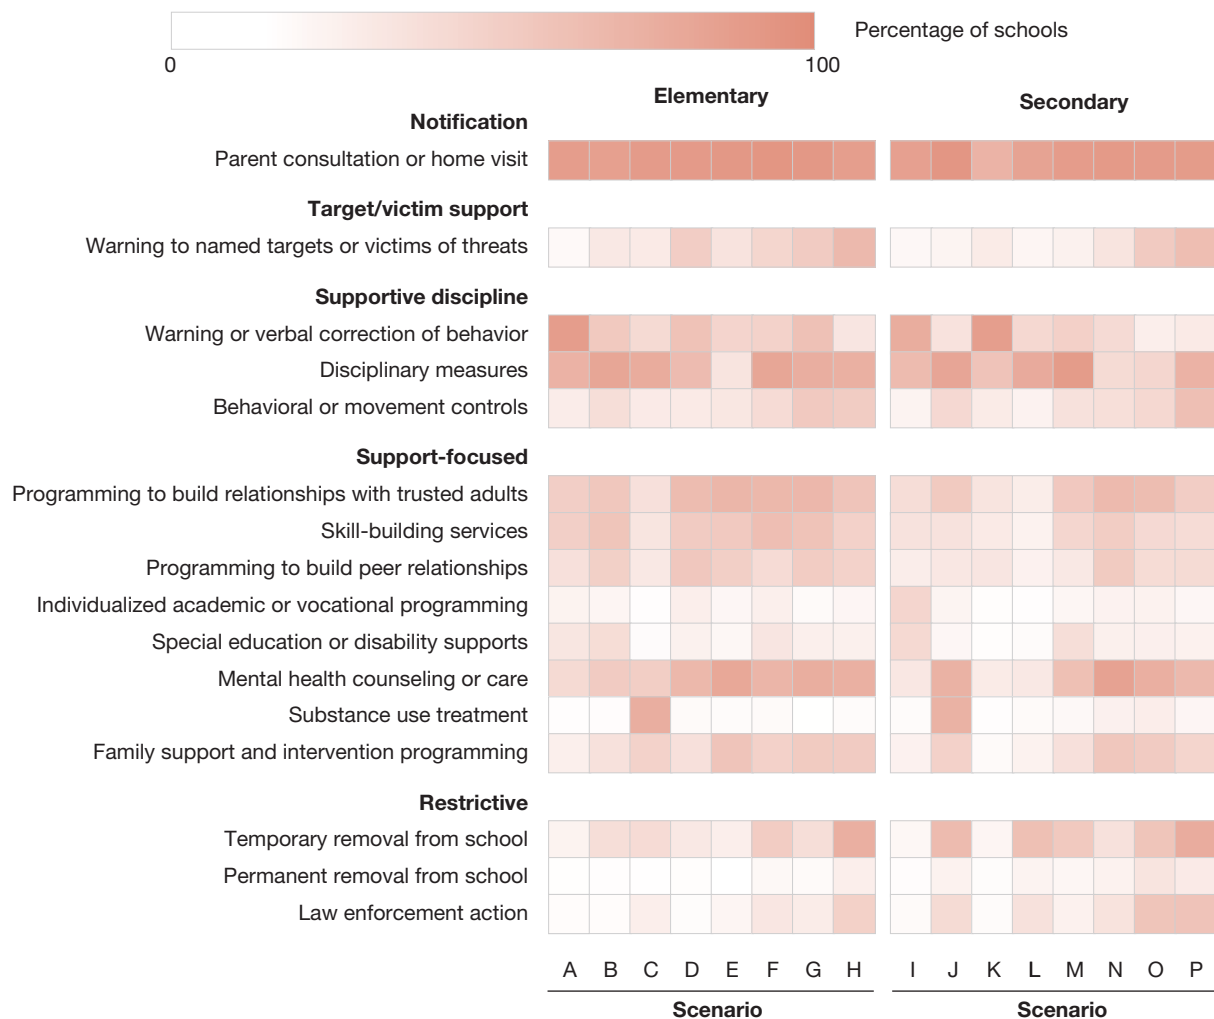 Percentage of schools
0 100
Elementary Secondary
Notification
Parent consultation or home visit
Target/victim support
Warning to named targets or victims of threats
Supportive discipline
Warning or verbal correction of behavior
Disciplinary measures
Behavioral or movement controls
Support-focused
Programming to build relationships with trusted adults
Skill-building services
Programming to build peer relationships
Individualized academic or vocational programming
Special education or disability supports
Mental health counseling or care
Substance use treatment
Family support and intervention programming
Restrictive
Temporary removal from school
Permanent removal from school
Law enforcement action
A B C D E F G H I J K L M N O P
Scenario Scenario